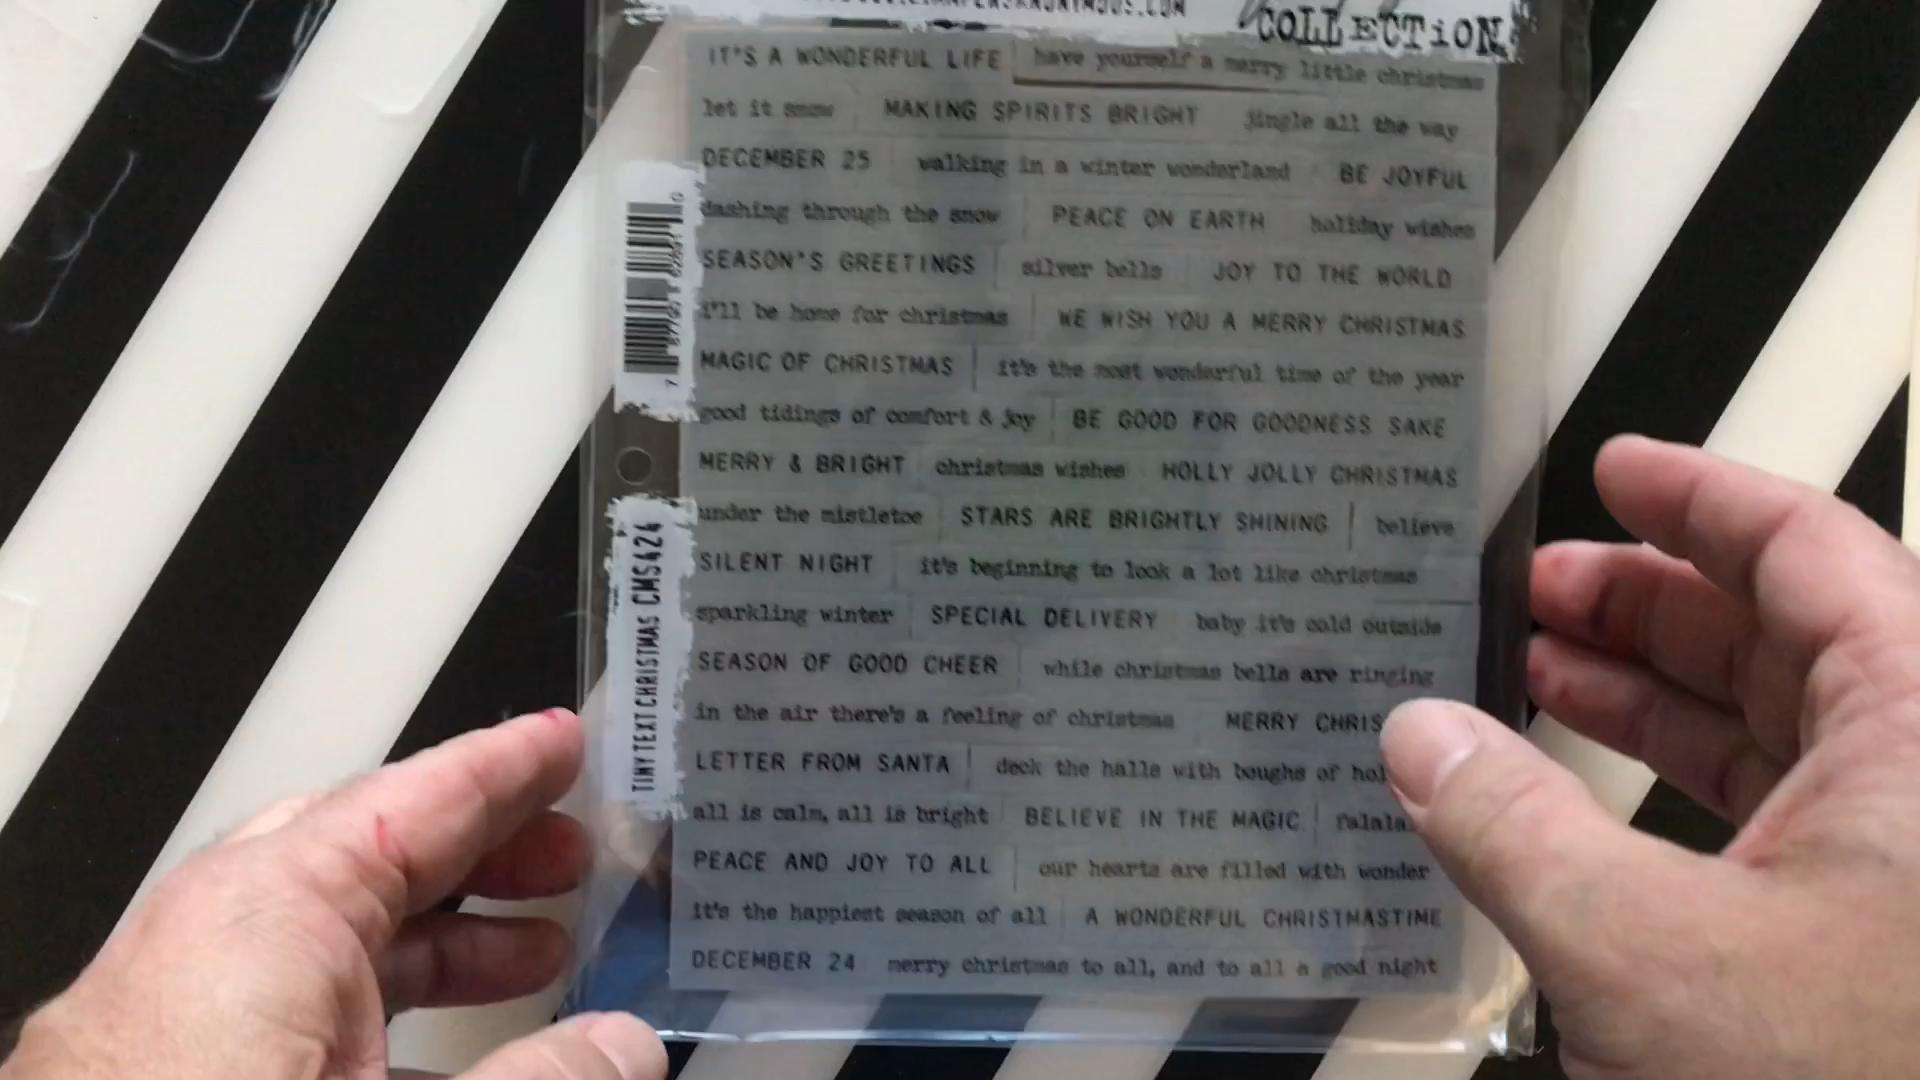 COLLECTiON
IT'S A WONDERFUL LIFE have yourself a merry little christmas
let it snow MAKING SPIRITS BRIGHT jingle all the way
DECEMBER 25 walking in a winter wonderland BE JOYFUL
dashing through the snow PEACE ON EARTH holiday wishes
SEASON'S GREETINGS silver bells JOY TO THE WORLD
i'll be home for christmas WE WISH YOU A MERRY CHRISTMAS
MAGIC OF CHRISTMAS it's the most wonderful time of the year
good tidings of comfort & joy BE GOOD FOR GOODNESS SAKE
MERRY & BRIGHT christmas wishes HOLLY JOLLY CHRISTMAS
under the mistletoe STARS ARE BRIGHTLY SHINING believe
SILENT NIGHT it's beginning to look a lot like christmas
sparkling winter SPECIAL DELIVERY baby it's cold outside
SEASON OF GOOD CHEER while christmas bells are ringing
in the air there's a feeling of christmas MERRY CHRIS
LETTER FROM SANTA deck the halls with boughs of hol
all is calm, all is bright BELIEVE IN THE MAGIC falala
PEACE AND JOY TO ALL our hearts are filled with wonder
it's the happiest season of all A WONDERFUL CHRISTMASTIME
DECEMBER 24 merry christmas to all, and to all a good night
TINY TEXT CHRISTMAS CMS424